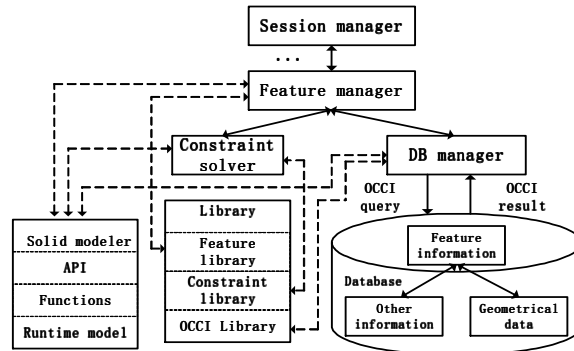 Session manager
...
Feature manager
Constraint
solver
DB manager
OCCI
query
OCCI
result
Library
Solid modeler
Feature
library
Feature
information
API
Database
Functions
Constraint
library
Other
information
Geometrical
data
Runtime model
OCCI Library